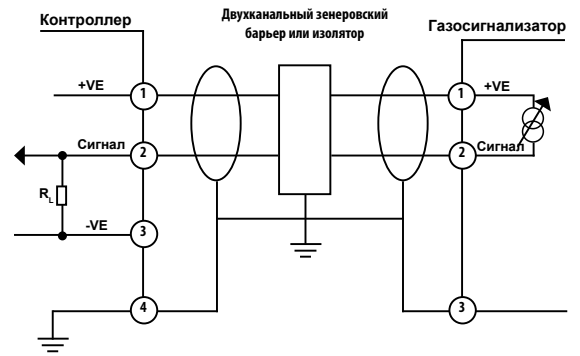 Двухканальный зенеровский
барьер или изолятор
Контроллер
Газосигнализатор
+VE
1
1
+VE
Сигнал
2
2
Сигнал
RL
-VE
3
4
3